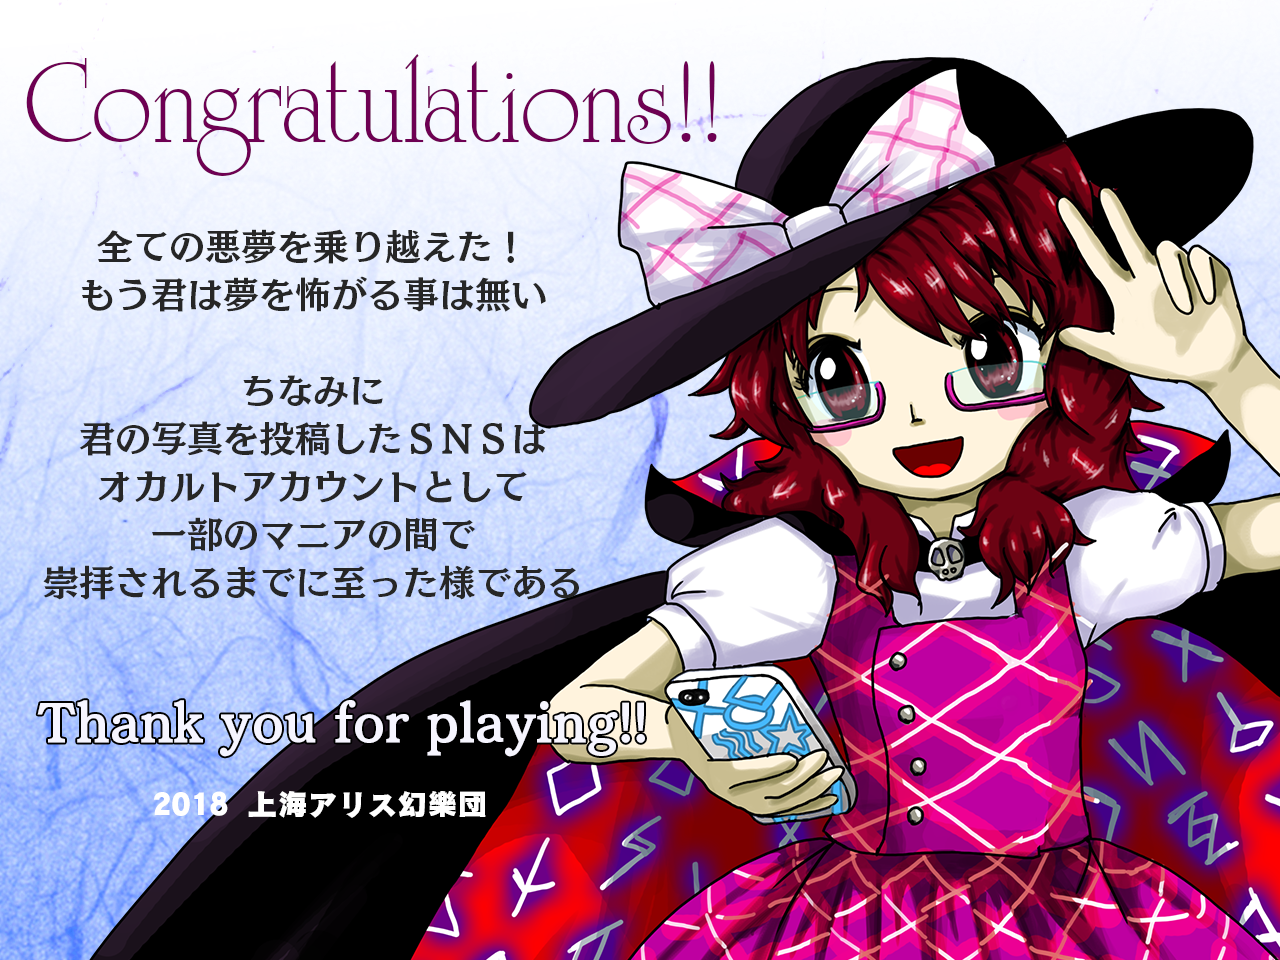 Congratulations!!
全ての悪夢を乗り越えた！
もう君は夢を怖がる事は無い
ちなみに
君の写真を投稿したＳＮＳは
オカルトアカウントとして
一部のマニアの間で
崇拝されるまでに至った様である
Thank you for playing!!
2018 上海アリス幻樂団